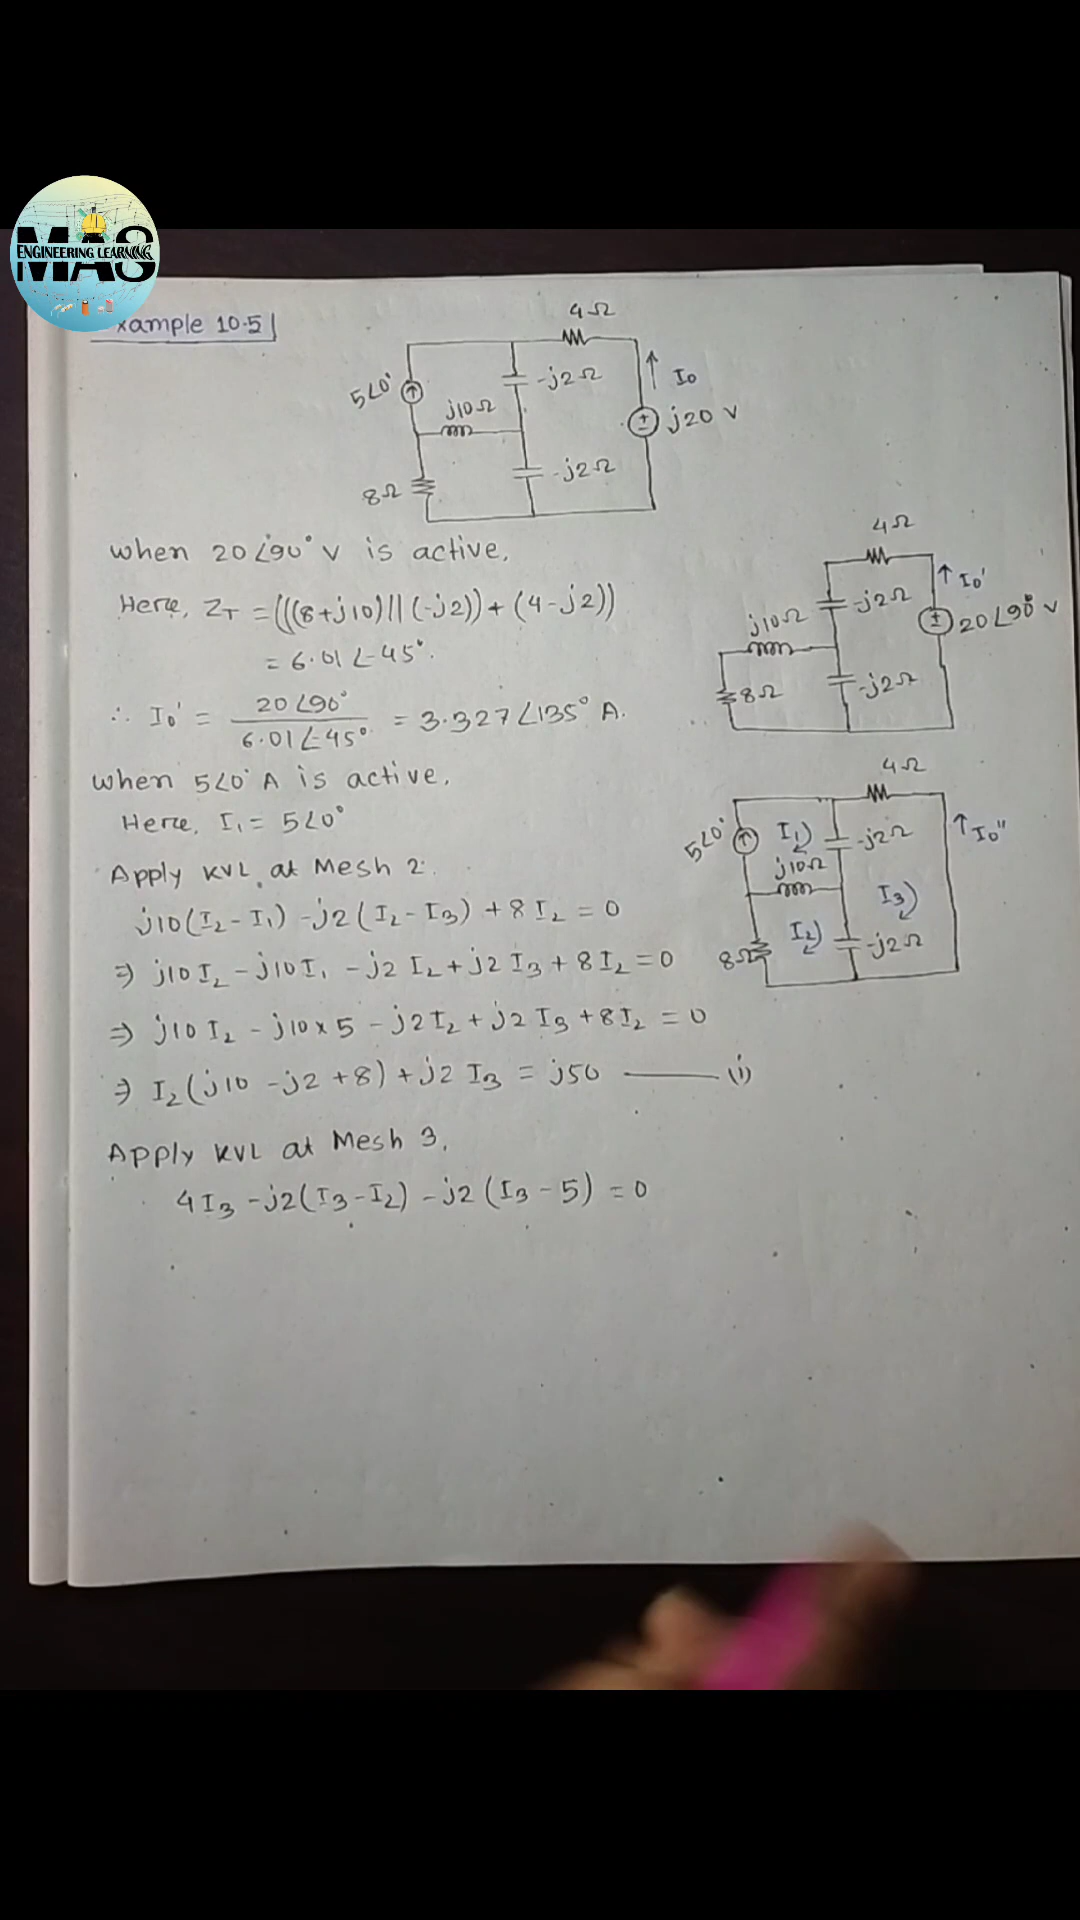 MAS
ENGINEERING LEARNING
xample 10.5
4Ω
5∠0°
-j2Ω
I₀
j10Ω
j20 V
8Ω
-j2Ω
When 20∠90° V is active,
Here, Z_T = (((8+j10)||(-j2)) + (4-j2))
= 6.01∠-45°.
∴ I₀' = 20∠90° / 6.01∠-45° = 3.327∠135° A.
4Ω
I₀'
-j2Ω
j10Ω
20∠90° V
8Ω
-j2Ω
When 5∠0° A is active,
Here, I₁ = 5∠0°
Apply KVL at Mesh 2.
j10(I₂-I₁) -j2(I₂-I₃) +8I₂ = 0
⇒ j10I₂ -j10I₁ -j2I₂ +j2I₃ +8I₂ = 0
⇒ j10I₂ -j10×5 -j2I₂ +j2I₃ +8I₂ = 0
⇒ I₂(j10 -j2 +8) +j2I₃ = j50 ——— (i)
4Ω
5∠0°
I₁
-j2Ω
I₀"
j10Ω
I₃
I₂
8Ω
-j2Ω
Apply KVL at Mesh 3,
4I₃ -j2(I₃-I₂) -j2(I₃-5) = 0